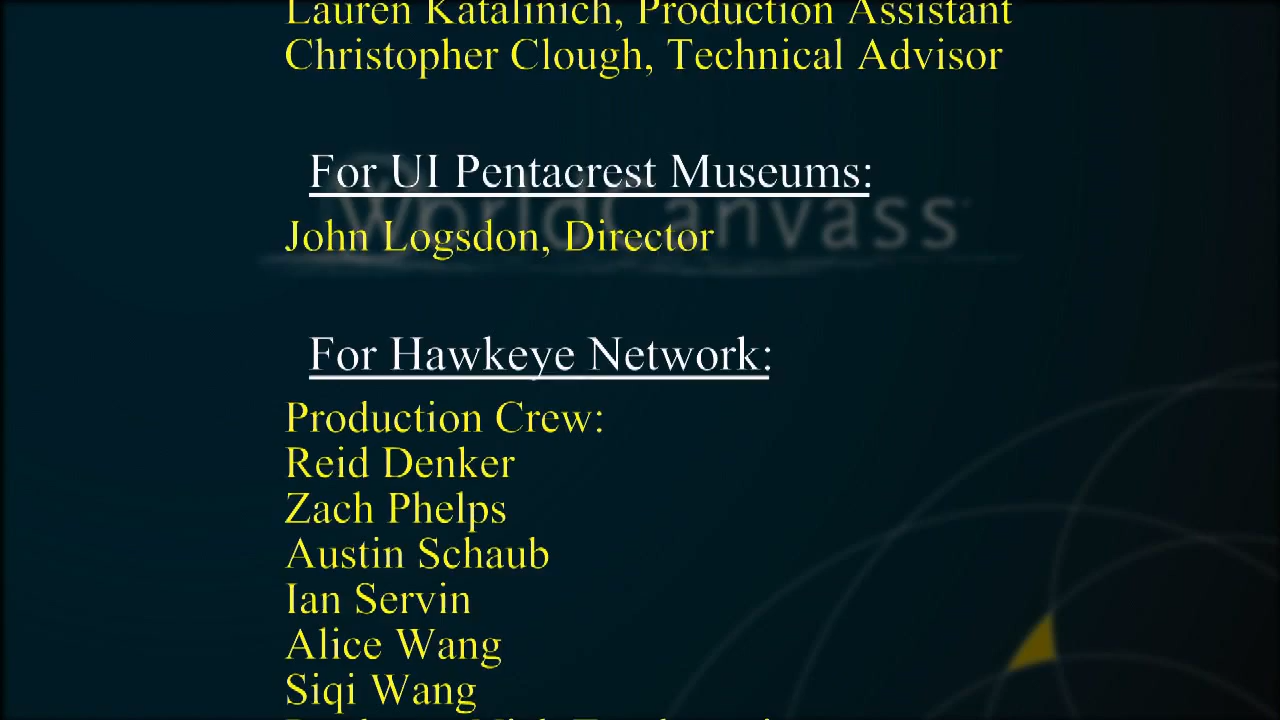 Lauren Katalinich, Production Assistant
Christopher Clough, Technical Advisor
For UI Pentacrest Museums:
WorldCanvass
John Logsdon, Director
For Hawkeye Network:
Production Crew:
Reid Denker
Zach Phelps
Austin Schaub
Ian Servin
Alice Wang
Siqi Wang